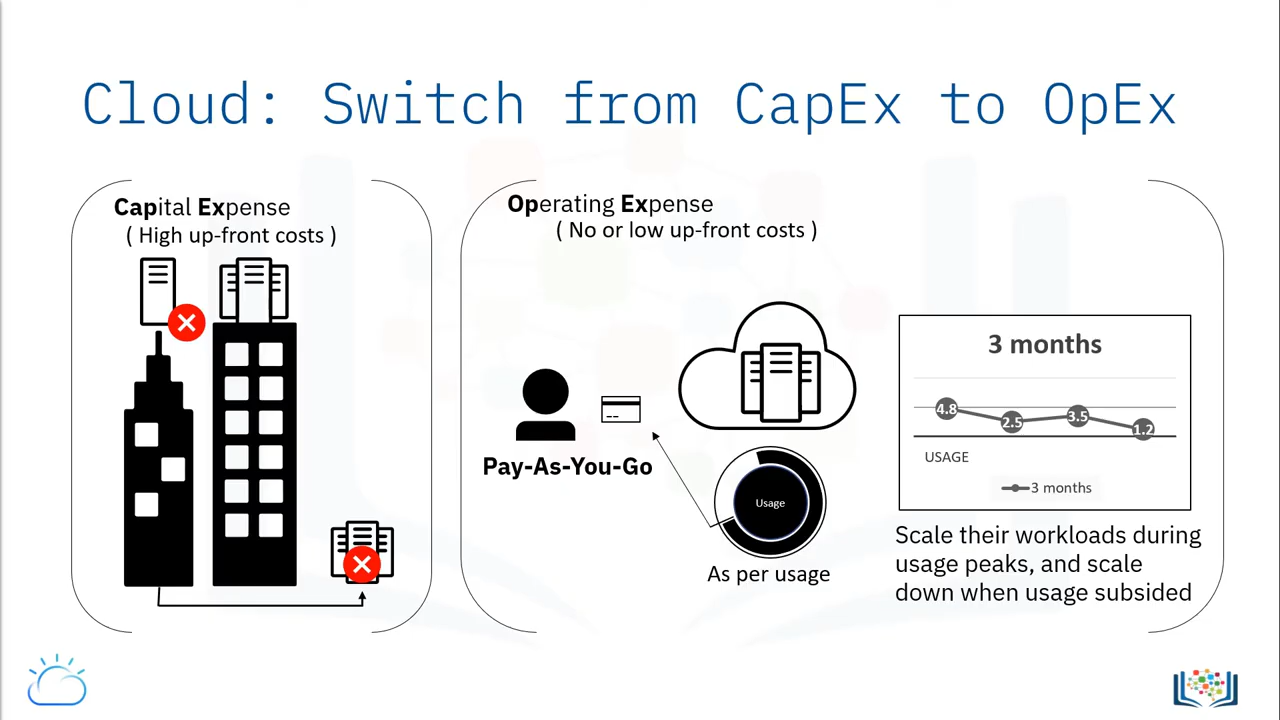 Cloud: Switch from CapEx to OpEx
Capital Expense
( High up-front costs )
Operating Expense
( No or low up-front costs )
Pay-As-You-Go
Usage
As per usage
3 months
4.8
2.5
3.5
1.2
USAGE
3 months
Scale their workloads during
usage peaks, and scale
down when usage subsided